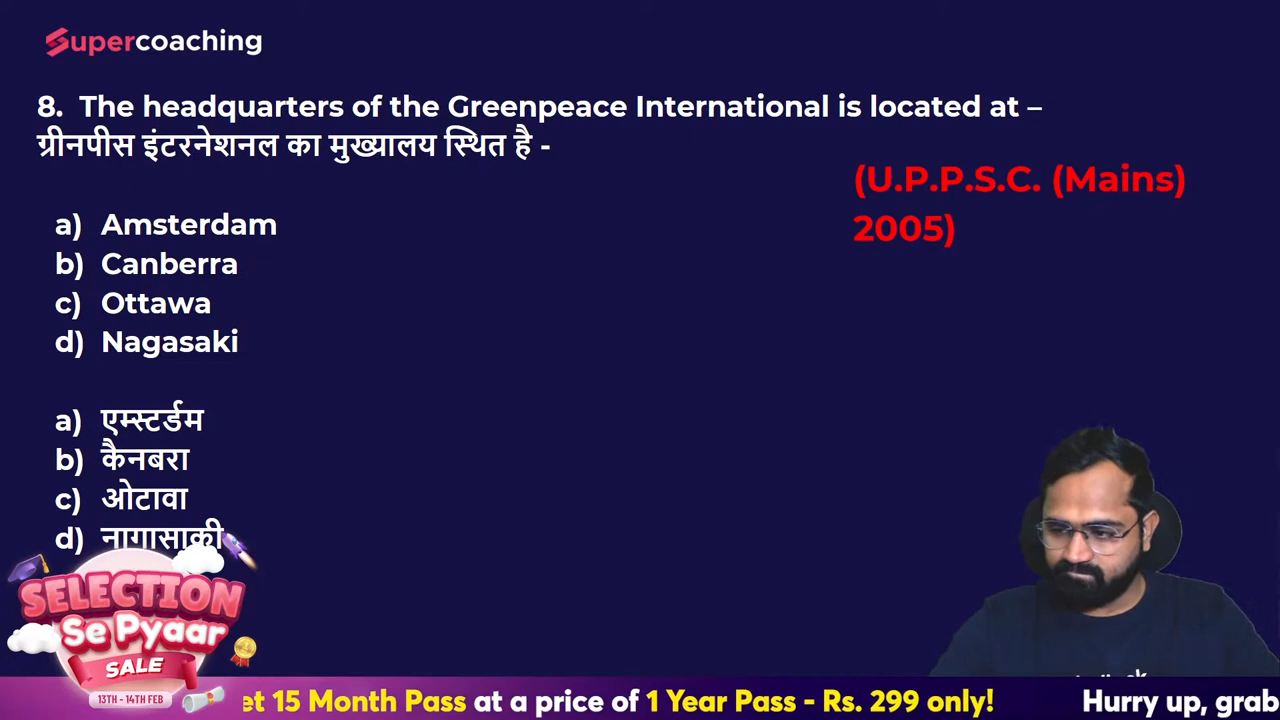 Supercoaching
8. The headquarters of the Greenpeace International is located at –
ग्रीनपीस इंटरनेशनल का मुख्यालय स्थित है -
(U.P.P.S.C. (Mains)
2005)
a) Amsterdam
b) Canberra
c) Ottawa
d) Nagasaki
a) एम्स्टर्डम
b) कैनबरा
c) ओटावा
d) नागासाकी
SELECTION
Se Pyaar
SALE
13TH - 14TH FEB
et 15 Month Pass at a price of 1 Year Pass - Rs. 299 only! Hurry up, grab